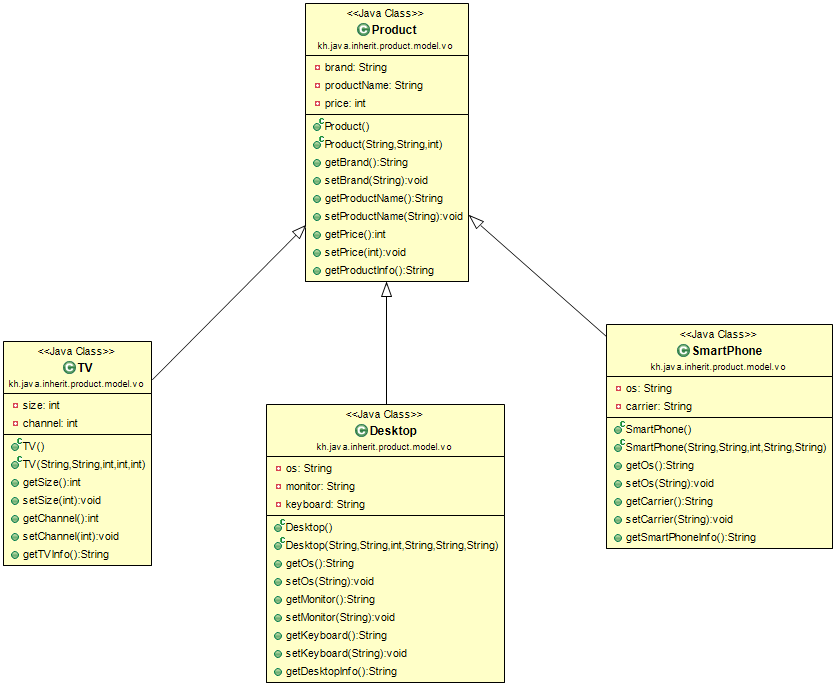 <<Java Class>>
Product
kh.java.inherit.product.model.vo
brand: String
productName: String
price: int
Product()
Product(String,String,int)
getBrand():String
setBrand(String):void
getProductName():String
setProductName(String):void
getPrice():int
setPrice(int):void
getProductInfo():String
<<Java Class>>
TV
kh.java.inherit.product.model.vo
size: int
channel: int
TV()
TV(String,String,int,int,int)
getSize():int
setSize(int):void
getChannel():int
setChannel(int):void
getTVInfo():String
<<Java Class>>
Desktop
kh.java.inherit.product.model.vo
os: String
monitor: String
keyboard: String
Desktop()
Desktop(String,String,int,String,String,String)
getOs():String
setOs(String):void
getMonitor():String
setMonitor(String):void
getKeyboard():String
setKeyboard(String):void
getDesktopInfo():String
<<Java Class>>
SmartPhone
kh.java.inherit.product.model.vo
os: String
carrier: String
SmartPhone()
SmartPhone(String,String,int,String,String)
getOs():String
setOs(String):void
getCarrier():String
setCarrier(String):void
getSmartPhoneInfo():String